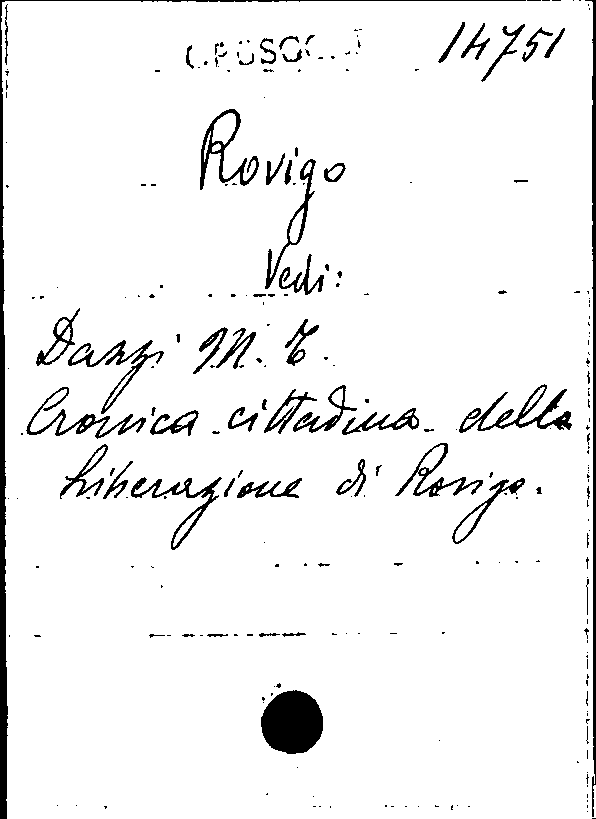 14751
Rovigo
Vedi:
Dazzi M. T.
Cronica cittadina della
Liberazione di Rovigo.